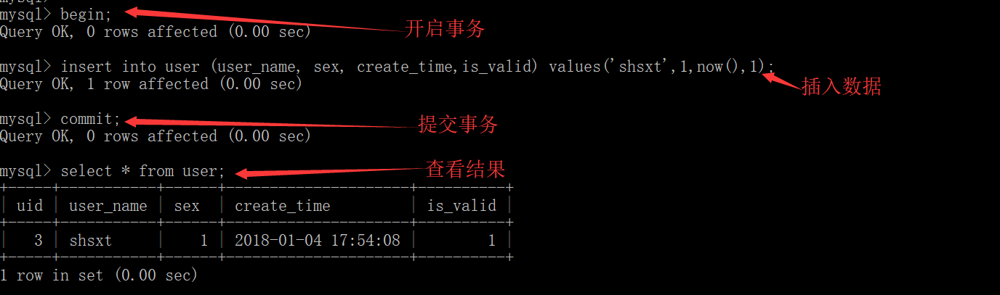 mysql> begin;
开启事务
Query OK, 0 rows affected (0.00 sec)
mysql> insert into user (user_name, sex, create_time,is_valid) values('shsxt',1,now(),1);
插入数据
Query OK, 1 row affected (0.00 sec)
mysql> commit;
提交事务
Query OK, 0 rows affected (0.00 sec)
mysql> select * from user;
查看结果
+-----+-----------+------+---------------------+----------+
| uid | user_name | sex  | create_time         | is_valid |
+-----+-----------+------+---------------------+----------+
|   3 | shsxt     |    1 | 2018-01-04 17:54:08 |        1 |
+-----+-----------+------+---------------------+----------+
1 row in set (0.00 sec)